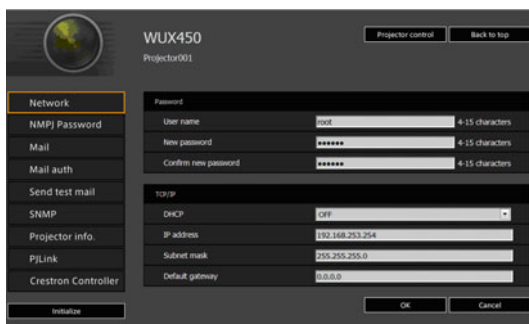 WUX450
Projector001
Projector control
Back to top
Network
NMPJ Password
Mail
Mail auth
Send test mail
SNMP
Projector info.
PJLink
Crestron Controller
Initialize
Password
User name root 4-15 characters
New password •••••• 4-15 characters
Confirm new password •••••• 4-15 characters
TCP/IP
DHCP OFF
IP address 192.168.253.254
Subnet mask 255.255.255.0
Default gateway 0.0.0.0
OK
Cancel